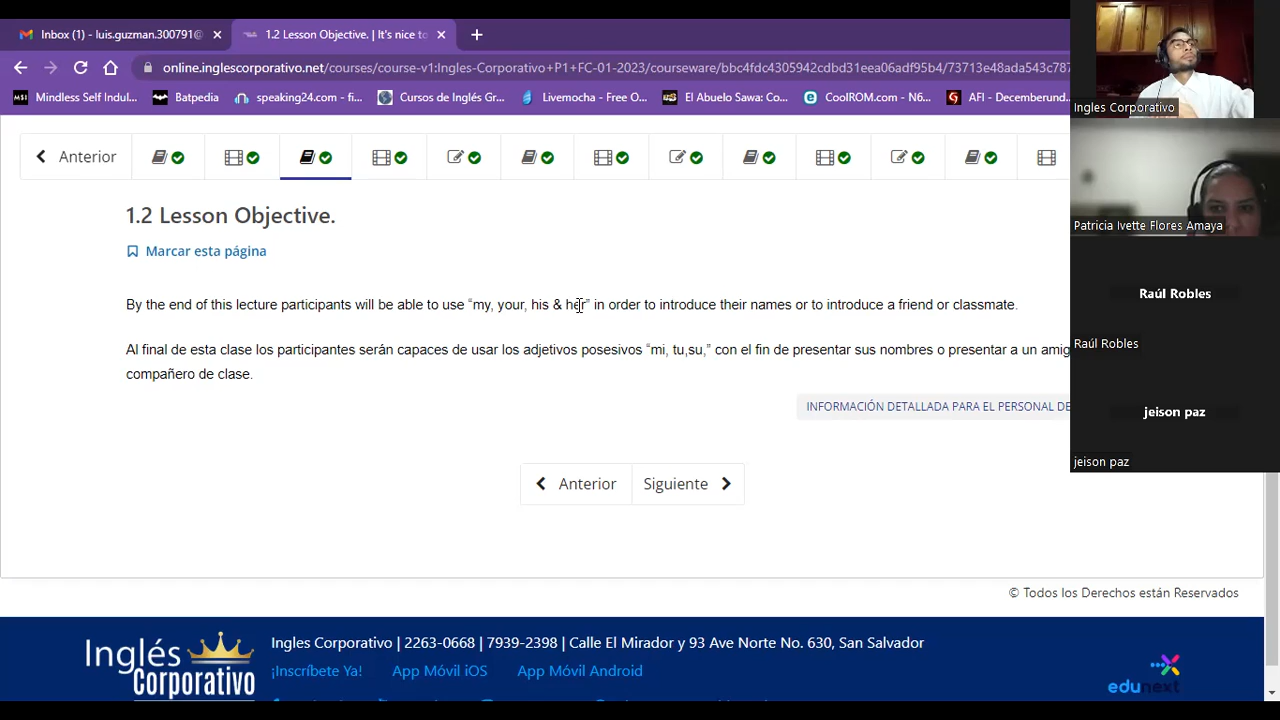 Inbox (1) - luis.guzman.300791@
1.2 Lesson Objective. | It's nice to
online.inglescorporativo.net/courses/course-v1:Ingles-Corporativo+P1+FC-01-2023/courseware/bbc4fdc4305942cdbd31eea06adf95b4/73713e48ada543c787
Mindless Self Indul...
Batpedia
speaking24.com - fi...
Cursos de Inglés Gr...
Livemocha - Free O...
El Abuelo Sawa: Co...
CoolROM.com - N6...
AFI - Decemberund
Anterior
1.2 Lesson Objective.
Marcar esta página
By the end of this lecture participants will be able to use “my, your, his & her” in order to introduce their names or to introduce a friend or classmate.
Al final de esta clase los participantes serán capaces de usar los adjetivos posesivos “mi, tu,su,” con el fin de presentar sus nombres o presentar a un amig
compañero de clase.
INFORMACIÓN DETALLADA PARA EL PERSONAL DE
Anterior
Siguiente
© Todos los Derechos están Reservados
Inglés
Corporativo
Ingles Corporativo | 2263-0668 | 7939-2398 | Calle El Mirador y 93 Ave Norte No. 630, San Salvador
¡Inscríbete Ya!
App Móvil iOS
App Móvil Android
edunext
Ingles Corporativo
Patricia Ivette Flores Amaya
Raúl Robles
Raúl Robles
jeison paz
jeison paz